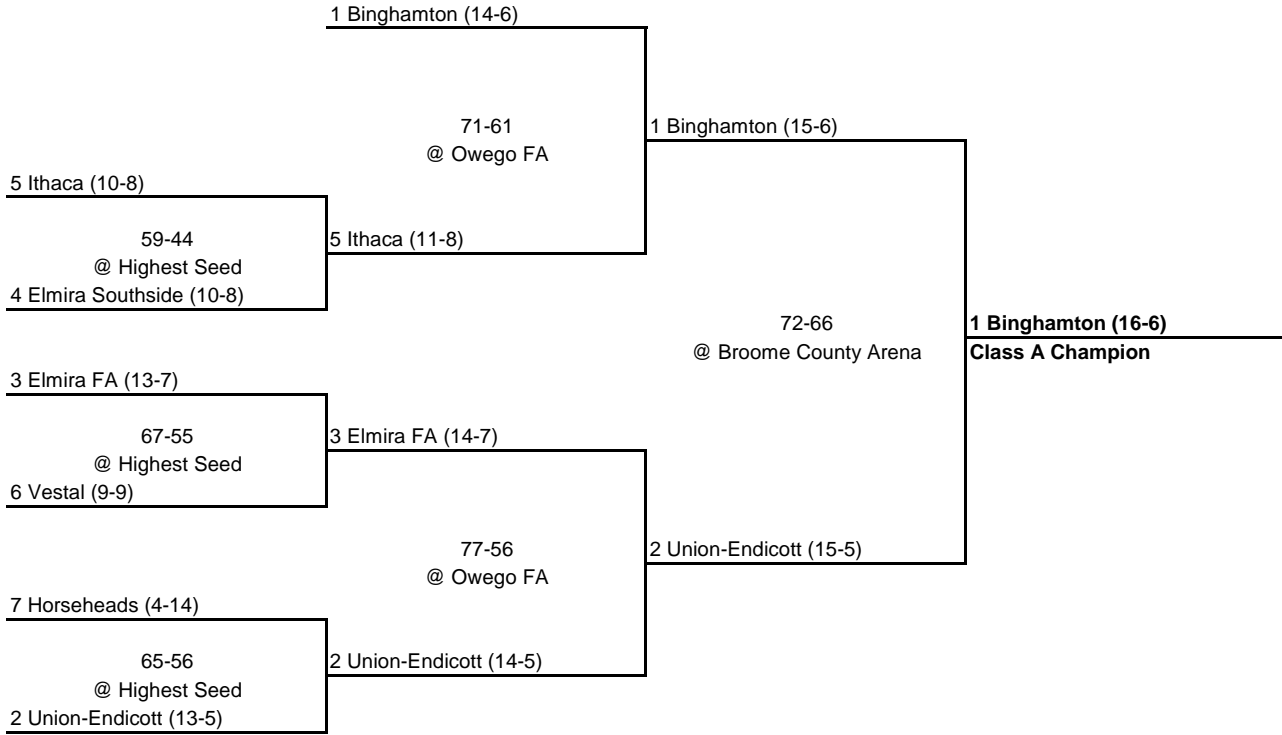 1 Binghamton (14-6)
71-61
@ Owego FA
1 Binghamton (15-6)
5 Ithaca (10-8)
59-44
@ Highest Seed
5 Ithaca (11-8)
4 Elmira Southside (10-8)
72-66
@ Broome County Arena
1 Binghamton (16-6)
Class A Champion
3 Elmira FA (13-7)
67-55
@ Highest Seed
3 Elmira FA (14-7)
6 Vestal (9-9)
77-56
@ Owego FA
2 Union-Endicott (15-5)
7 Horseheads (4-14)
65-56
@ Highest Seed
2 Union-Endicott (14-5)
2 Union-Endicott (13-5)